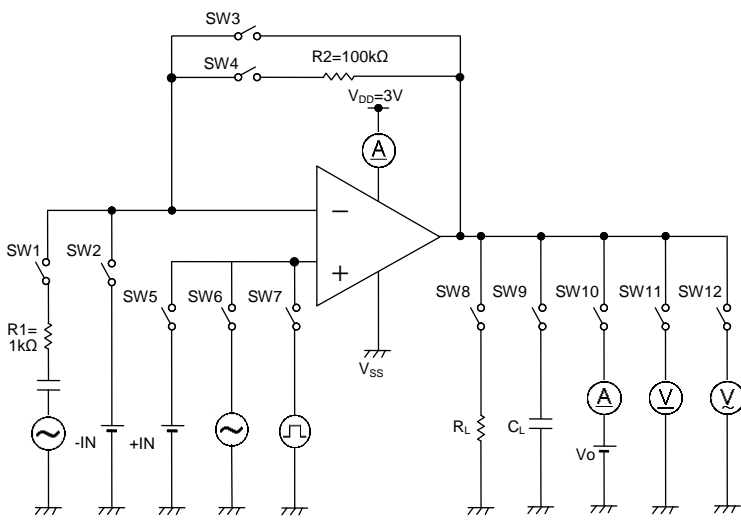 SW3
SW4
R2=100kΩ
VDD=3V
A
SW1
SW2
SW5
SW6
SW7
SW8
SW9
SW10
SW11
SW12
R1=
1kΩ
VSS
-IN
+IN
RL
CL
A
V
V
Vo